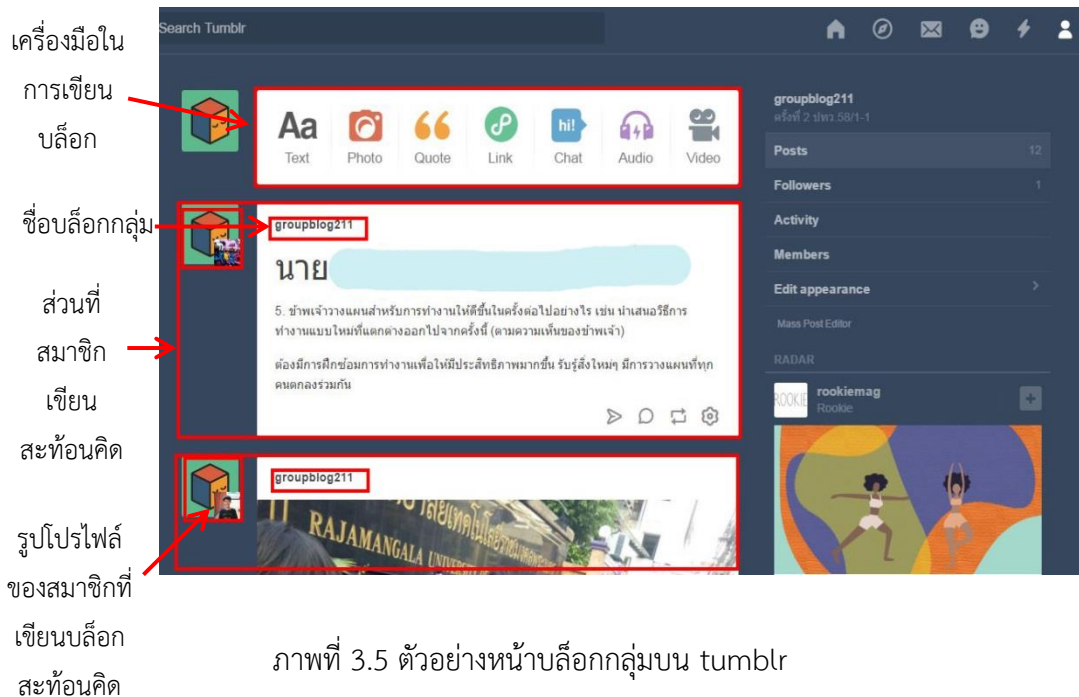 เครื่องมือใน
การเขียน
บล็อก
ชื่อบล็อกกลุ่ม
ส่วนที่
สมาชิก
เขียน
สะท้อนคิด
รูปโปรไฟล์
ของสมาชิกที่
เขียนบล็อก
สะท้อนคิด
Search Tumblr
Aa
hi!
Text Photo Quote Link Chat Audio Video
groupblog211
นาย
5. ข้าพเจ้าวางแผนสำหรับการทำงานให้ดีขึ้นในครั้งต่อไปอย่างไร เช่น นำเสนอวิธีการ
ทำงานแบบใหม่ที่แตกต่างออกไปจากครั้งนี้ (ตามความเห็นของข้าพเจ้า)
ต้องมีการฝึกซ้อมการทำงานเพื่อให้มีประสิทธิภาพมากขึ้น รับรู้สิ่งใหม่ๆ มีการวางแผนที่ทุก
คนตกลงร่วมกัน
groupblog211
RAJAMANGALA
groupblog211
ครั้งที่ 2 ปทว.58/1-1
Posts 12
Followers 1
Activity
Members
Edit appearance
Mass Post Editor
RADAR
ROOKIE
rookiemag
Rookie
ภาพที่ 3.5 ตัวอย่างหน้าบล็อกกลุ่มบน tumblr